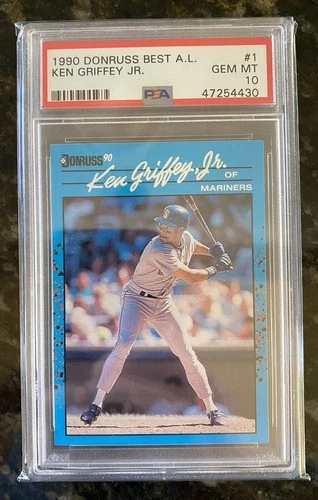 1990 DONRUSS BEST A.L. #1
KEN GRIFFEY JR. GEM MT
10
PSA 47254430
DONRUSS 90
Ken Griffey, Jr.
OF
MARINERS
S